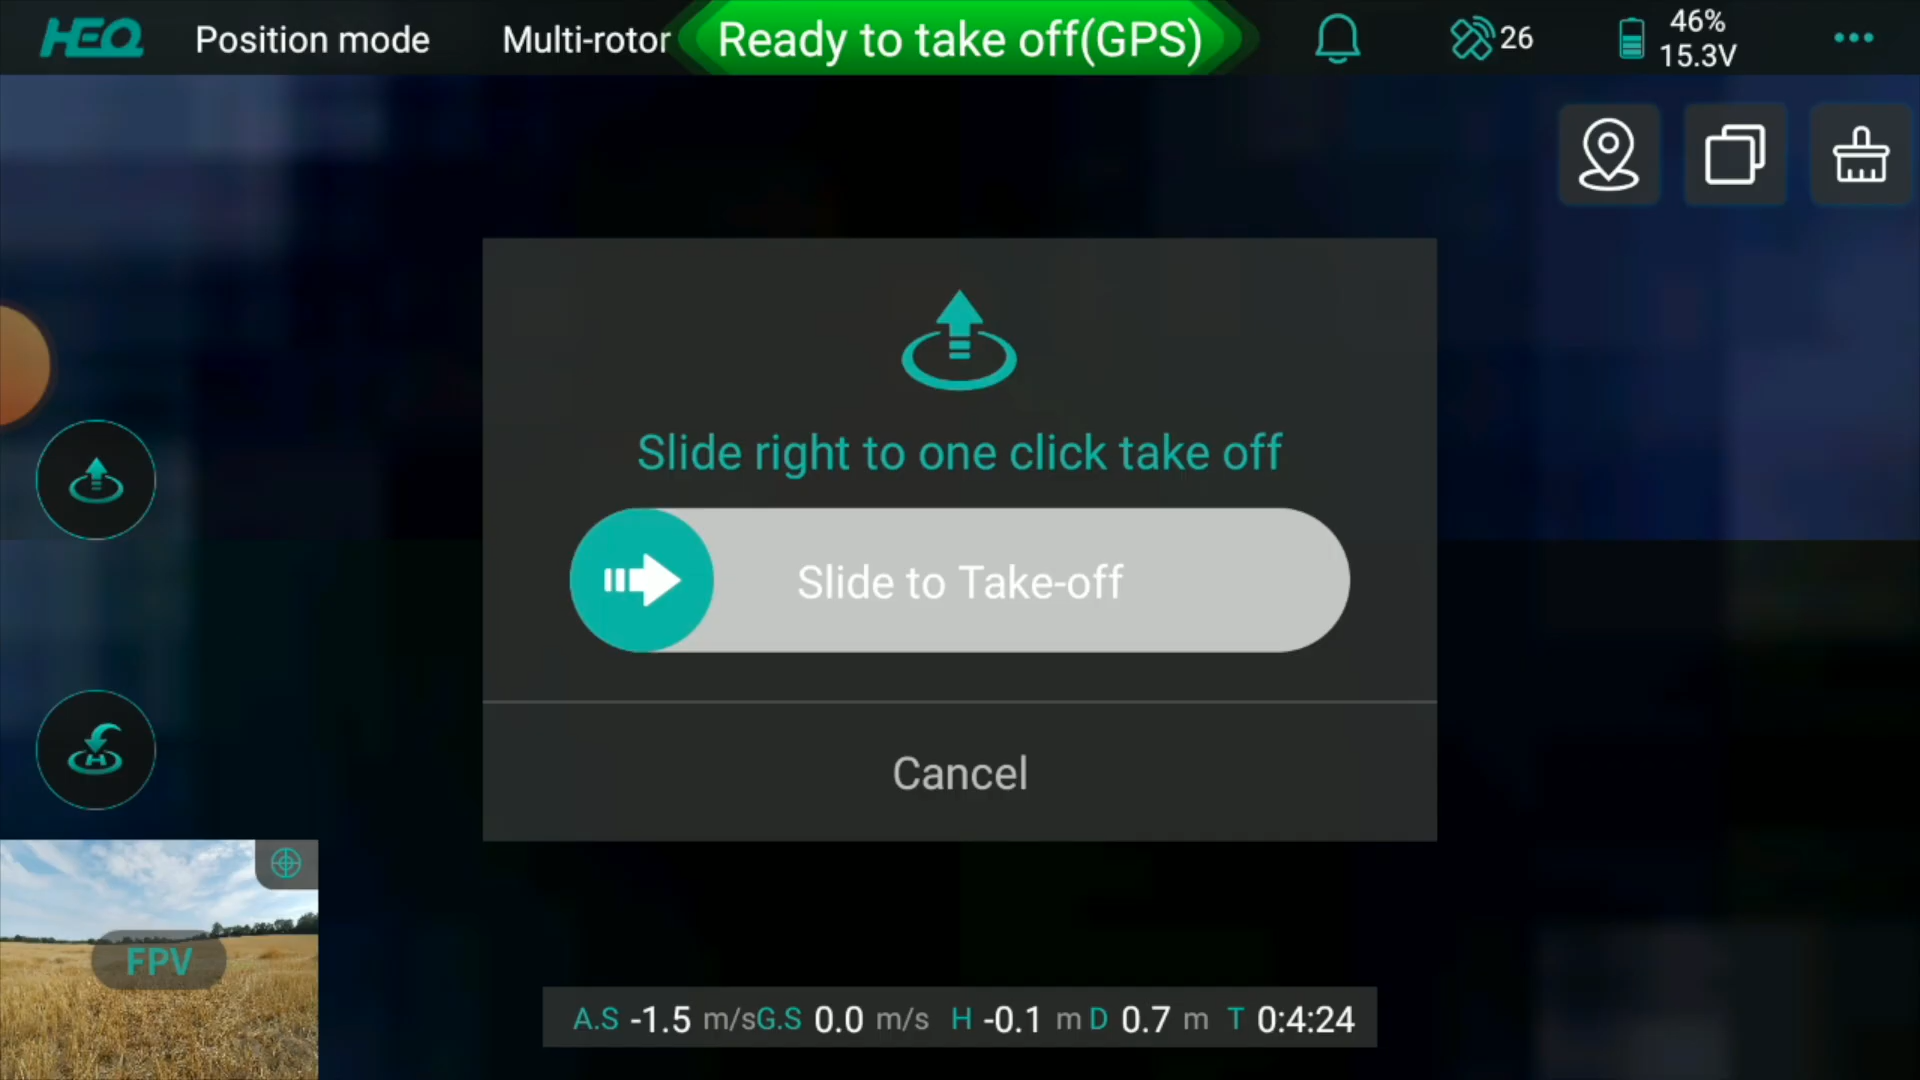 HEQ Position mode Multi-rotor Ready to take off(GPS) 26 46% 15.3V
Slide right to one click take off
Slide to Take-off
Cancel
FPV
H
A.S -1.5 m/sG.S 0.0 m/s H -0.1 m D 0.7 m T 0:4:24